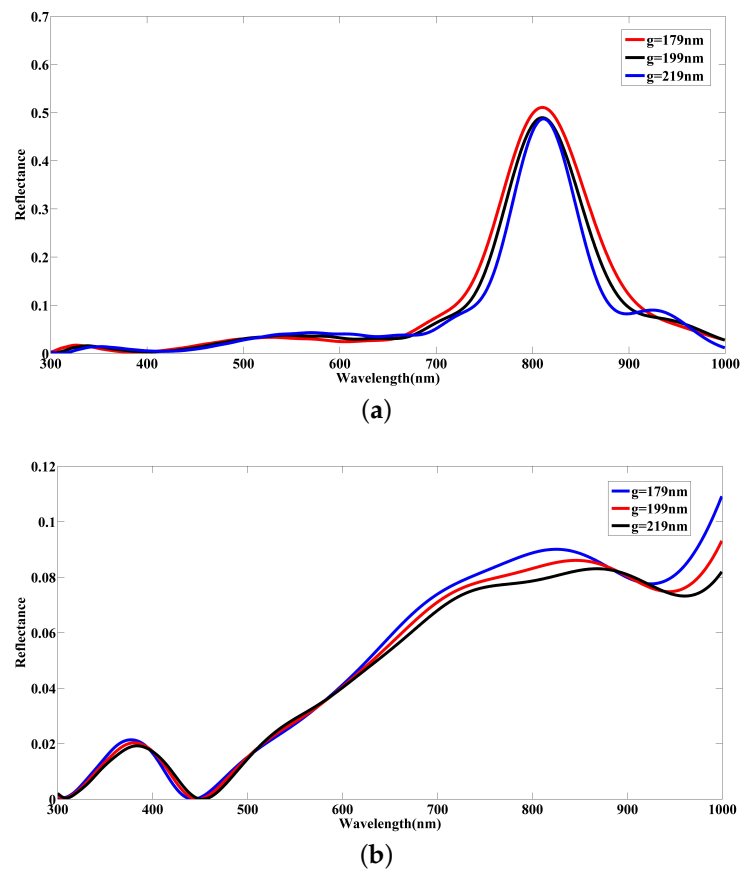 0.7
0.6
0.5
0.4
0.3
0.2
0.1
0
Reflectance
g=179nm
g=199nm
g=219nm
300 400 500 600 700 800 900 1000
Wavelength(nm)
(a)
0.12
0.1
0.08
0.06
0.04
0.02
0
Reflectance
g=179nm
g=199nm
g=219nm
300 400 500 600 700 800 900 1000
Wavelength(nm)
(b)